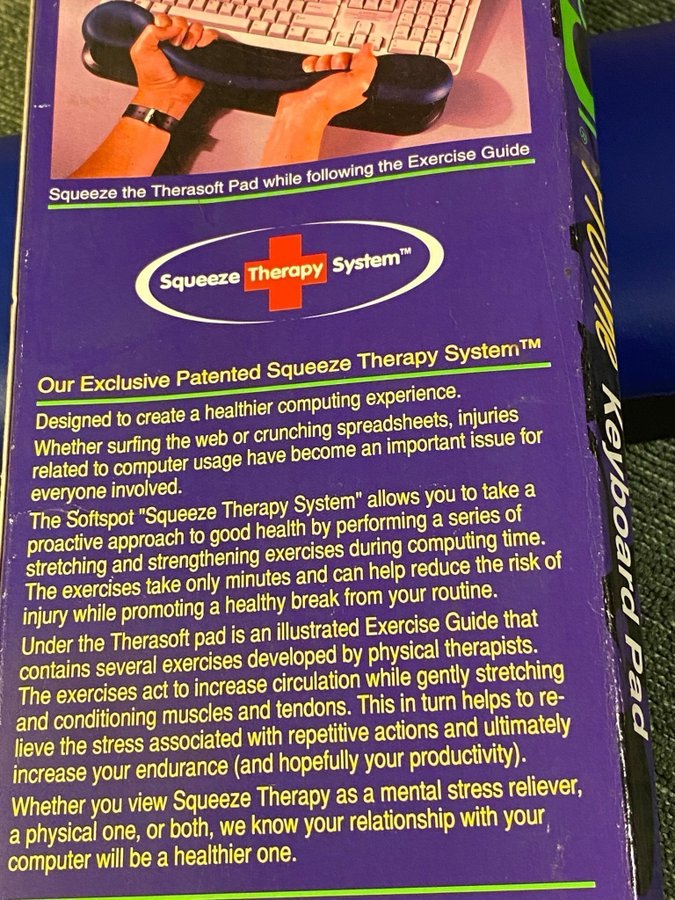 Squeeze the Therasoft Pad while following the Exercise Guide
Squeeze Therapy System™
Our Exclusive Patented Squeeze Therapy System™
Designed to create a healthier computing experience.
Whether surfing the web or crunching spreadsheets, injuries
related to computer usage have become an important issue for
everyone involved.
The Softspot "Squeeze Therapy System" allows you to take a
proactive approach to good health by performing a series of
stretching and strengthening exercises during computing time.
The exercises take only minutes and can help reduce the risk of
injury while promoting a healthy break from your routine.
Under the Therasoft pad is an illustrated Exercise Guide that
contains several exercises developed by physical therapists.
The exercises act to increase circulation while gently stretching
and conditioning muscles and tendons. This in turn helps to re-
lieve the stress associated with repetitive actions and ultimately
increase your endurance (and hopefully your productivity).
Whether you view Squeeze Therapy as a mental stress reliever,
a physical one, or both, we know your relationship with your
computer will be a healthier one.
Proline Keyboard Pad